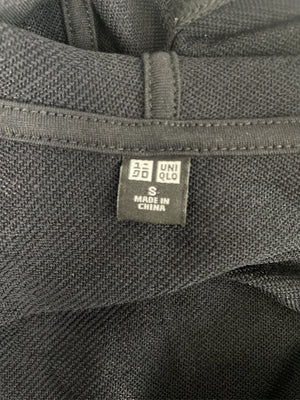 ユニ UNI
クロ QLO
S
MADE IN
CHINA